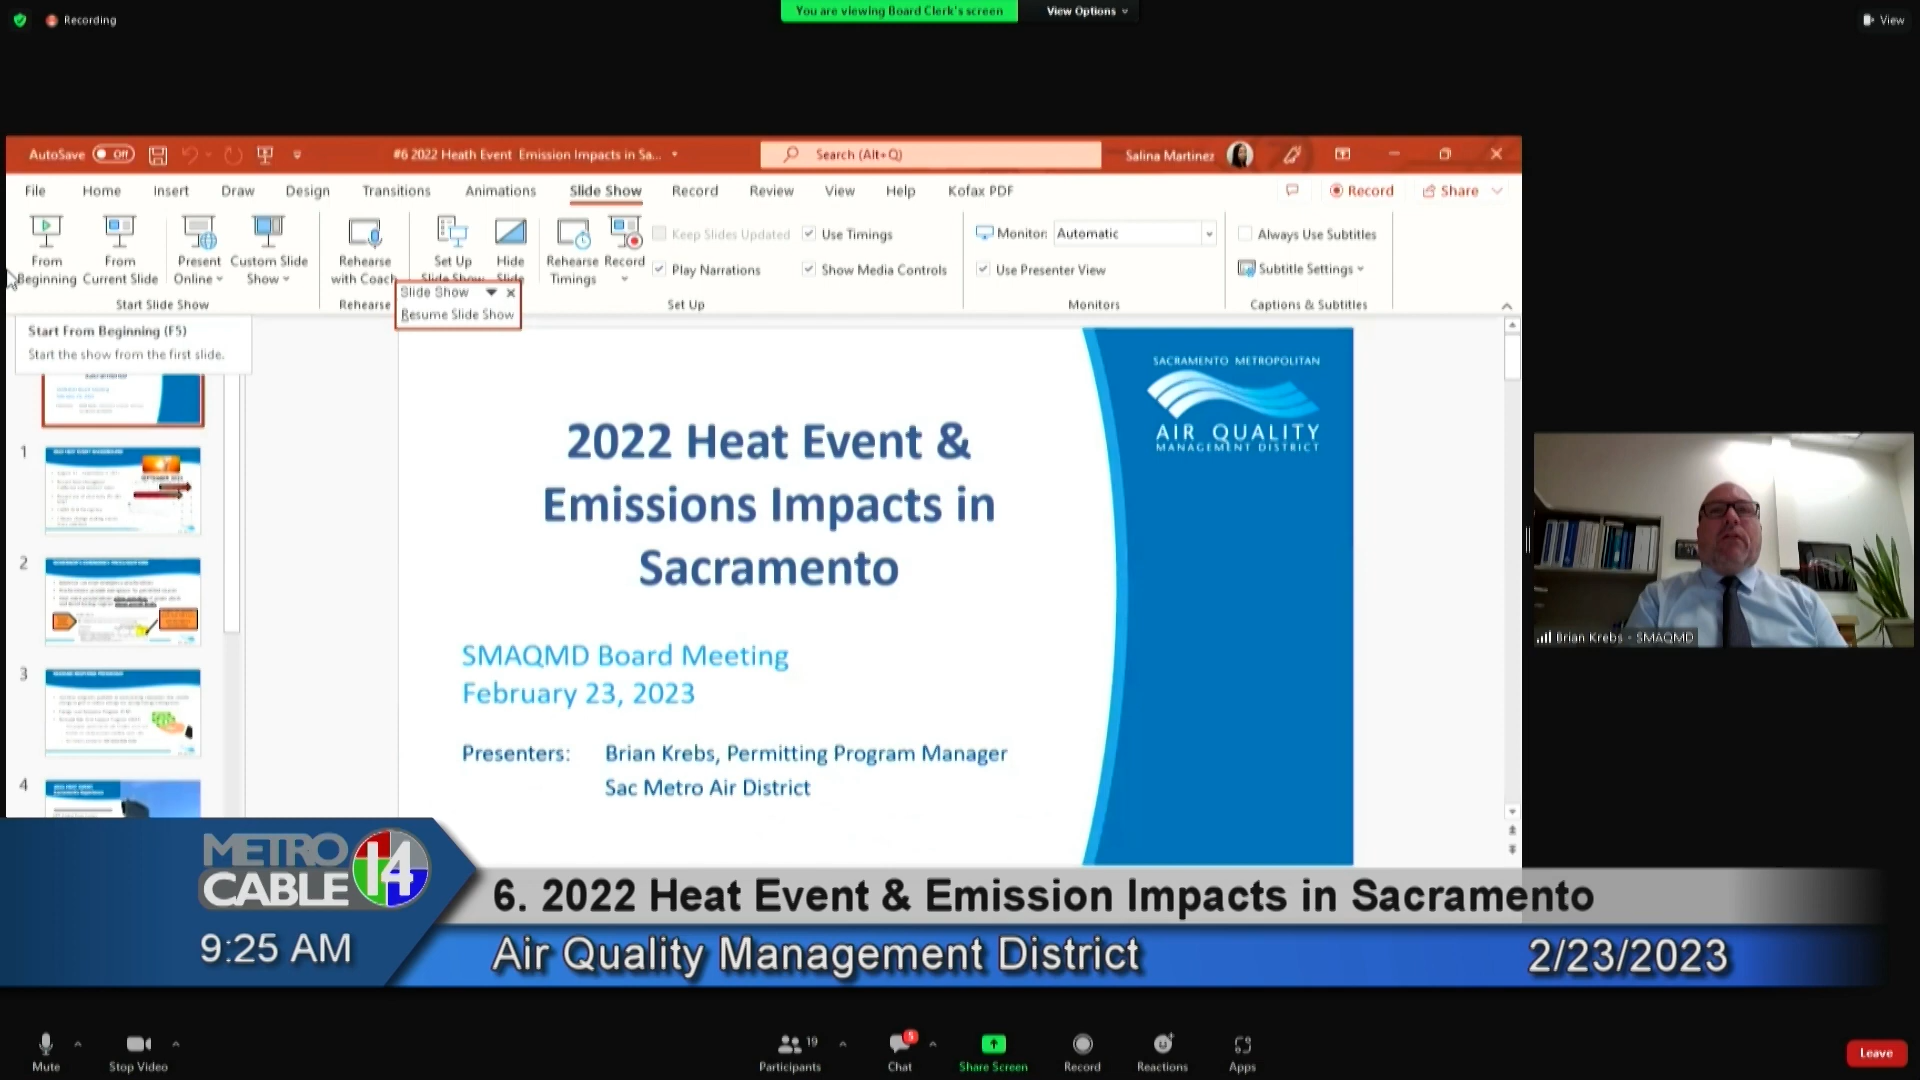 Recording
You are viewing Board Clerk's screen
View Options
View
AutoSave Off
#6 2022 Heath Event Emission Impacts in Sa...
Search (Alt+Q)
Salina Martinez
File Home Insert Draw Design Transitions Animations Slide Show Record Review View Help Kofax PDF
Record
Share
From Beginning
From Current Slide
Present Online
Custom Slide Show
Start Slide Show
Rehearse with Coach
Rehearse
Set Up Slide Show
Hide Slide
Rehearse Timings
Record
Keep Slides Updated
Play Narrations
Use Timings
Show Media Controls
Set Up
Monitor: Automatic
Use Presenter View
Monitors
Always Use Subtitles
Subtitle Settings
Captions & Subtitles
Slide Show
Resume Slide Show
Start From Beginning (F5)
Start the show from the first slide.
1
2
3
4
2022 Heat Event &
Emissions Impacts in
Sacramento
SMAQMD Board Meeting
February 23, 2023
Presenters: Brian Krebs, Permitting Program Manager
Sac Metro Air District
SACRAMENTO METROPOLITAN
AIR QUALITY
MANAGEMENT DISTRICT
Brian Krebs - SMAQMD
METRO
CABLE 14
9:25 AM
6. 2022 Heat Event & Emission Impacts in Sacramento
Air Quality Management District
2/23/2023
Mute
Stop Video
Participants 19
Chat 5
Share Screen
Record
Reactions
Apps
Leave